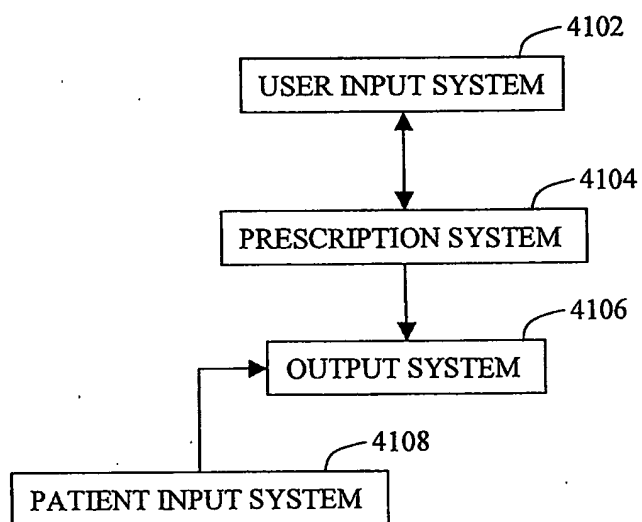 4102
USER INPUT SYSTEM
4104
PRESCRIPTION SYSTEM
4106
OUTPUT SYSTEM
4108
PATIENT INPUT SYSTEM